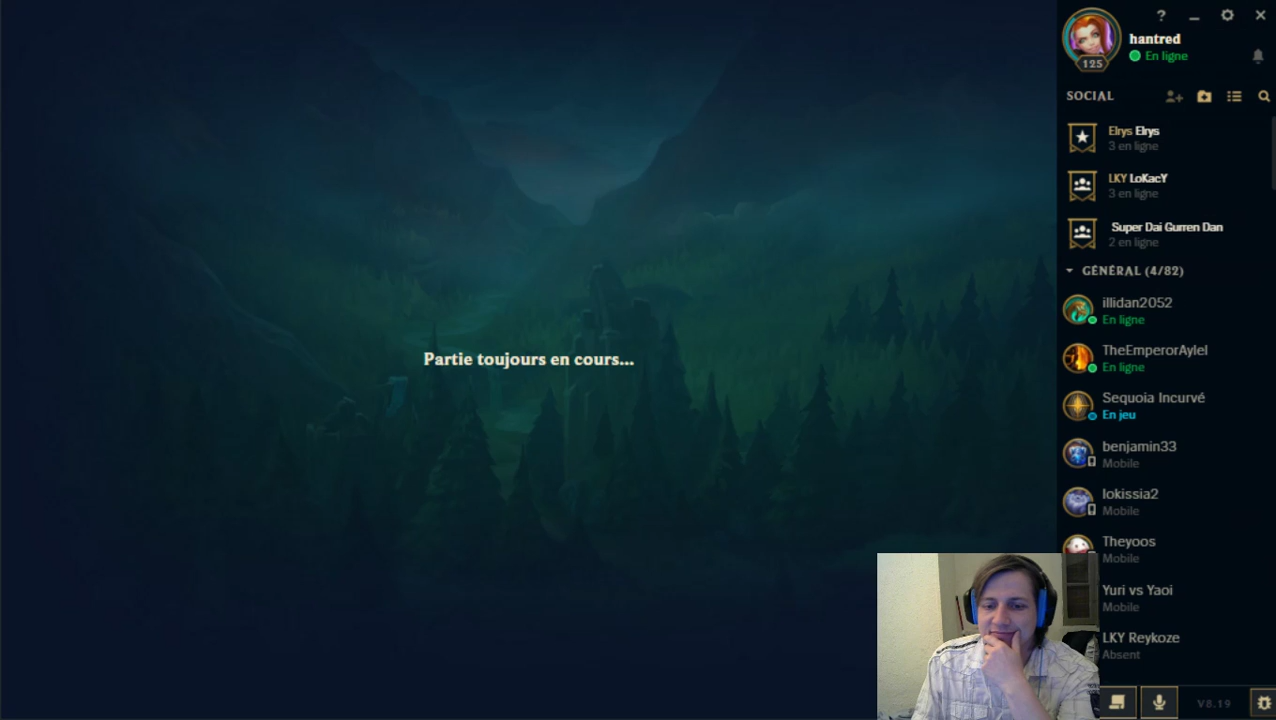 ?
hantred
En ligne
125
SOCIAL
Elrys Elrys
3 en ligne
LKY LoKacY
3 en ligne
Super Dai Gurren Dan
2 en ligne
GÉNÉRAL (4/82)
illidan2052
En ligne
TheEmperorAylel
En ligne
Partie toujours en cours...
Sequoia Incurvé
En jeu
benjamin33
Mobile
lokissia2
Mobile
Theyoos
Mobile
Yuri vs Yaoi
Mobile
LKY Reykoze
Absent
V8.19